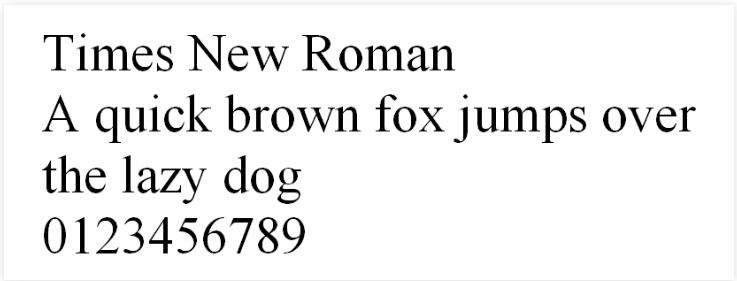 Times New Roman
A quick brown fox jumps over
the lazy dog
0123456789